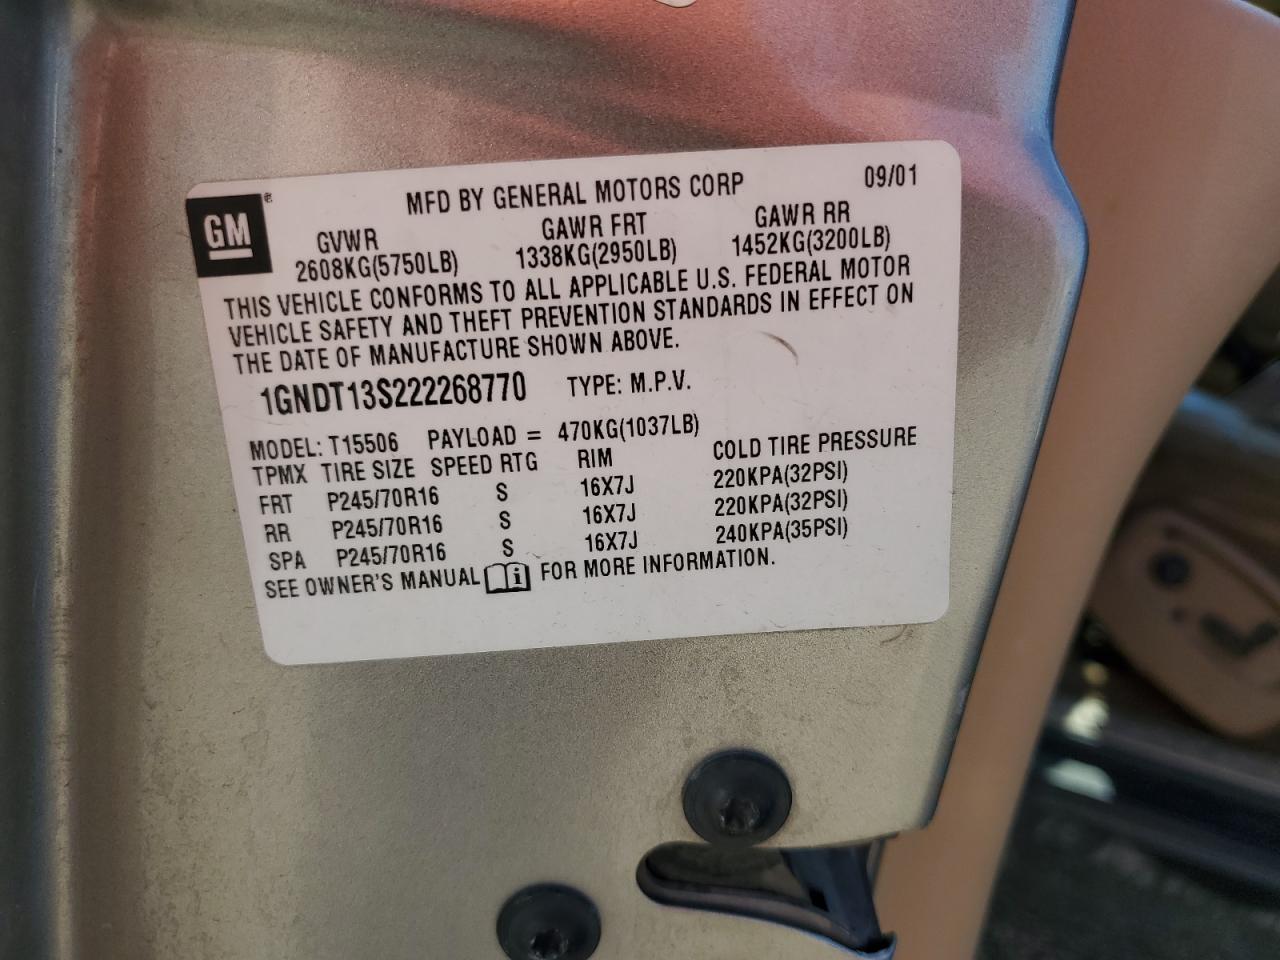 GM®
MFD BY GENERAL MOTORS CORP 09/01
GVWR GAWR FRT GAWR RR
2608KG(5750LB) 1338KG(2950LB) 1452KG(3200LB)
THIS VEHICLE CONFORMS TO ALL APPLICABLE U.S. FEDERAL MOTOR
VEHICLE SAFETY AND THEFT PREVENTION STANDARDS IN EFFECT ON
THE DATE OF MANUFACTURE SHOWN ABOVE.
1GNDT13S222268770 TYPE: M.P.V.
MODEL: T15506 PAYLOAD = 470KG(1037LB)
TPMX TIRE SIZE SPEED RTG RIM COLD TIRE PRESSURE
FRT P245/70R16 S 16X7J 220KPA(32PSI)
RR P245/70R16 S 16X7J 220KPA(32PSI)
SPA P245/70R16 S 16X7J 240KPA(35PSI)
SEE OWNER'S MANUAL i FOR MORE INFORMATION.